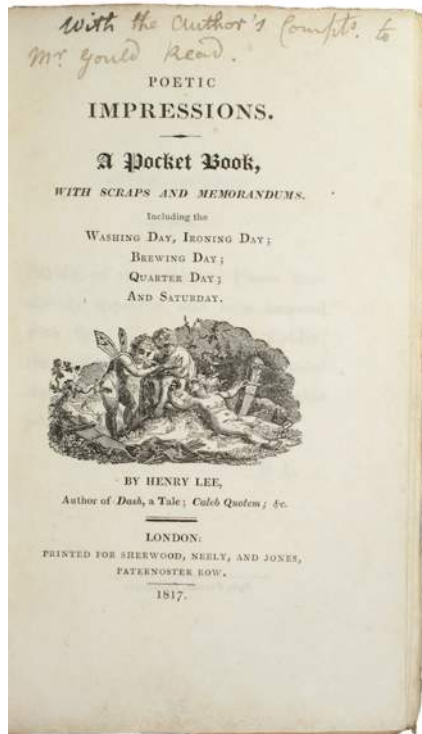 With the Author's Compts. to
Mr Gould Read.
POETIC
IMPRESSIONS.
A Pocket Book,
WITH SCRAPS AND MEMORANDUMS.
Including the
WASHING DAY, IRONING DAY;
BREWING DAY;
QUARTER DAY;
AND SATURDAY.
BY HENRY LEE,
Author of Dash, a Tale; Caleb Quotem; &c.
LONDON:
PRINTED FOR SHERWOOD, NEELY, AND JONES,
PATERNOSTER ROW.
1817.